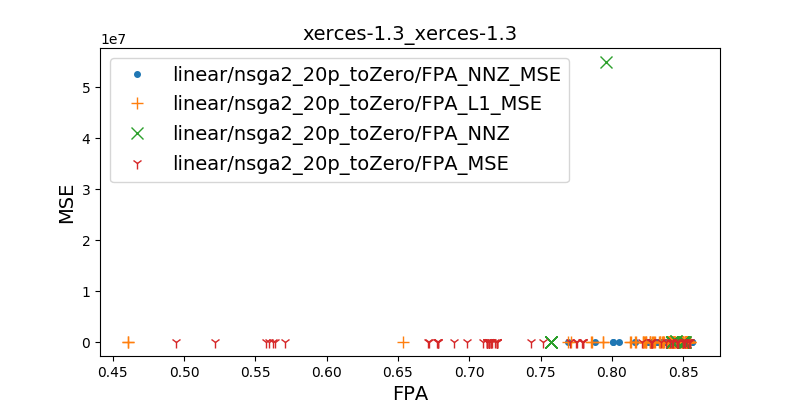 xerces-1.3_xerces-1.3
1e7
5
4
3
2
1
0
MSE
linear/nsga2_20p_toZero/FPA_NNZ_MSE
linear/nsga2_20p_toZero/FPA_L1_MSE
linear/nsga2_20p_toZero/FPA_NNZ
linear/nsga2_20p_toZero/FPA_MSE
0.45 0.50 0.55 0.60 0.65 0.70 0.75 0.80 0.85
FPA